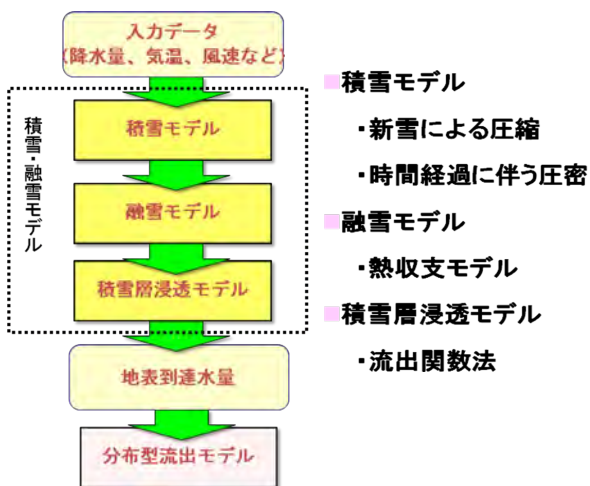 入力データ
(降水量、気温、風速など)
積雪・融雪モデル
積雪モデル
融雪モデル
積雪層浸透モデル
地表到達水量
分布型流出モデル
積雪モデル
・新雪による圧縮
・時間経過に伴う圧密
融雪モデル
・熱収支モデル
積雪層浸透モデル
・流出関数法